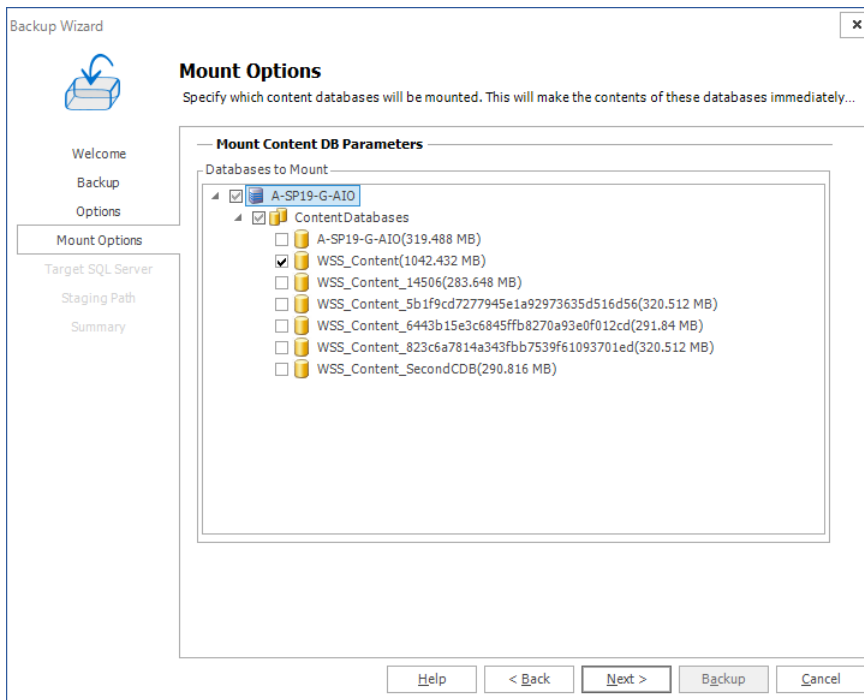 Backup Wizard
Mount Options
Specify which content databases will be mounted. This will make the contents of these databases immediately...
Welcome
Backup
Options
Mount Options
Target SQL Server
Staging Path
Summary
Mount Content DB Parameters
Databases to Mount
A-SP19-G-AIO
ContentDatabases
A-SP19-G-AIO(319.488 MB)
WSS_Content(1042.432 MB)
WSS_Content_14506(283.648 MB)
WSS_Content_5b1f9cd7277945e1a92973635d516d56(320.512 MB)
WSS_Content_6443b15e3c6845ffb8270a93e0f012cd(291.84 MB)
WSS_Content_823c6a7814a343fbb7539f61093701ed(320.512 MB)
WSS_Content_SecondCDB(290.816 MB)
Help
< Back
Next >
Backup
Cancel